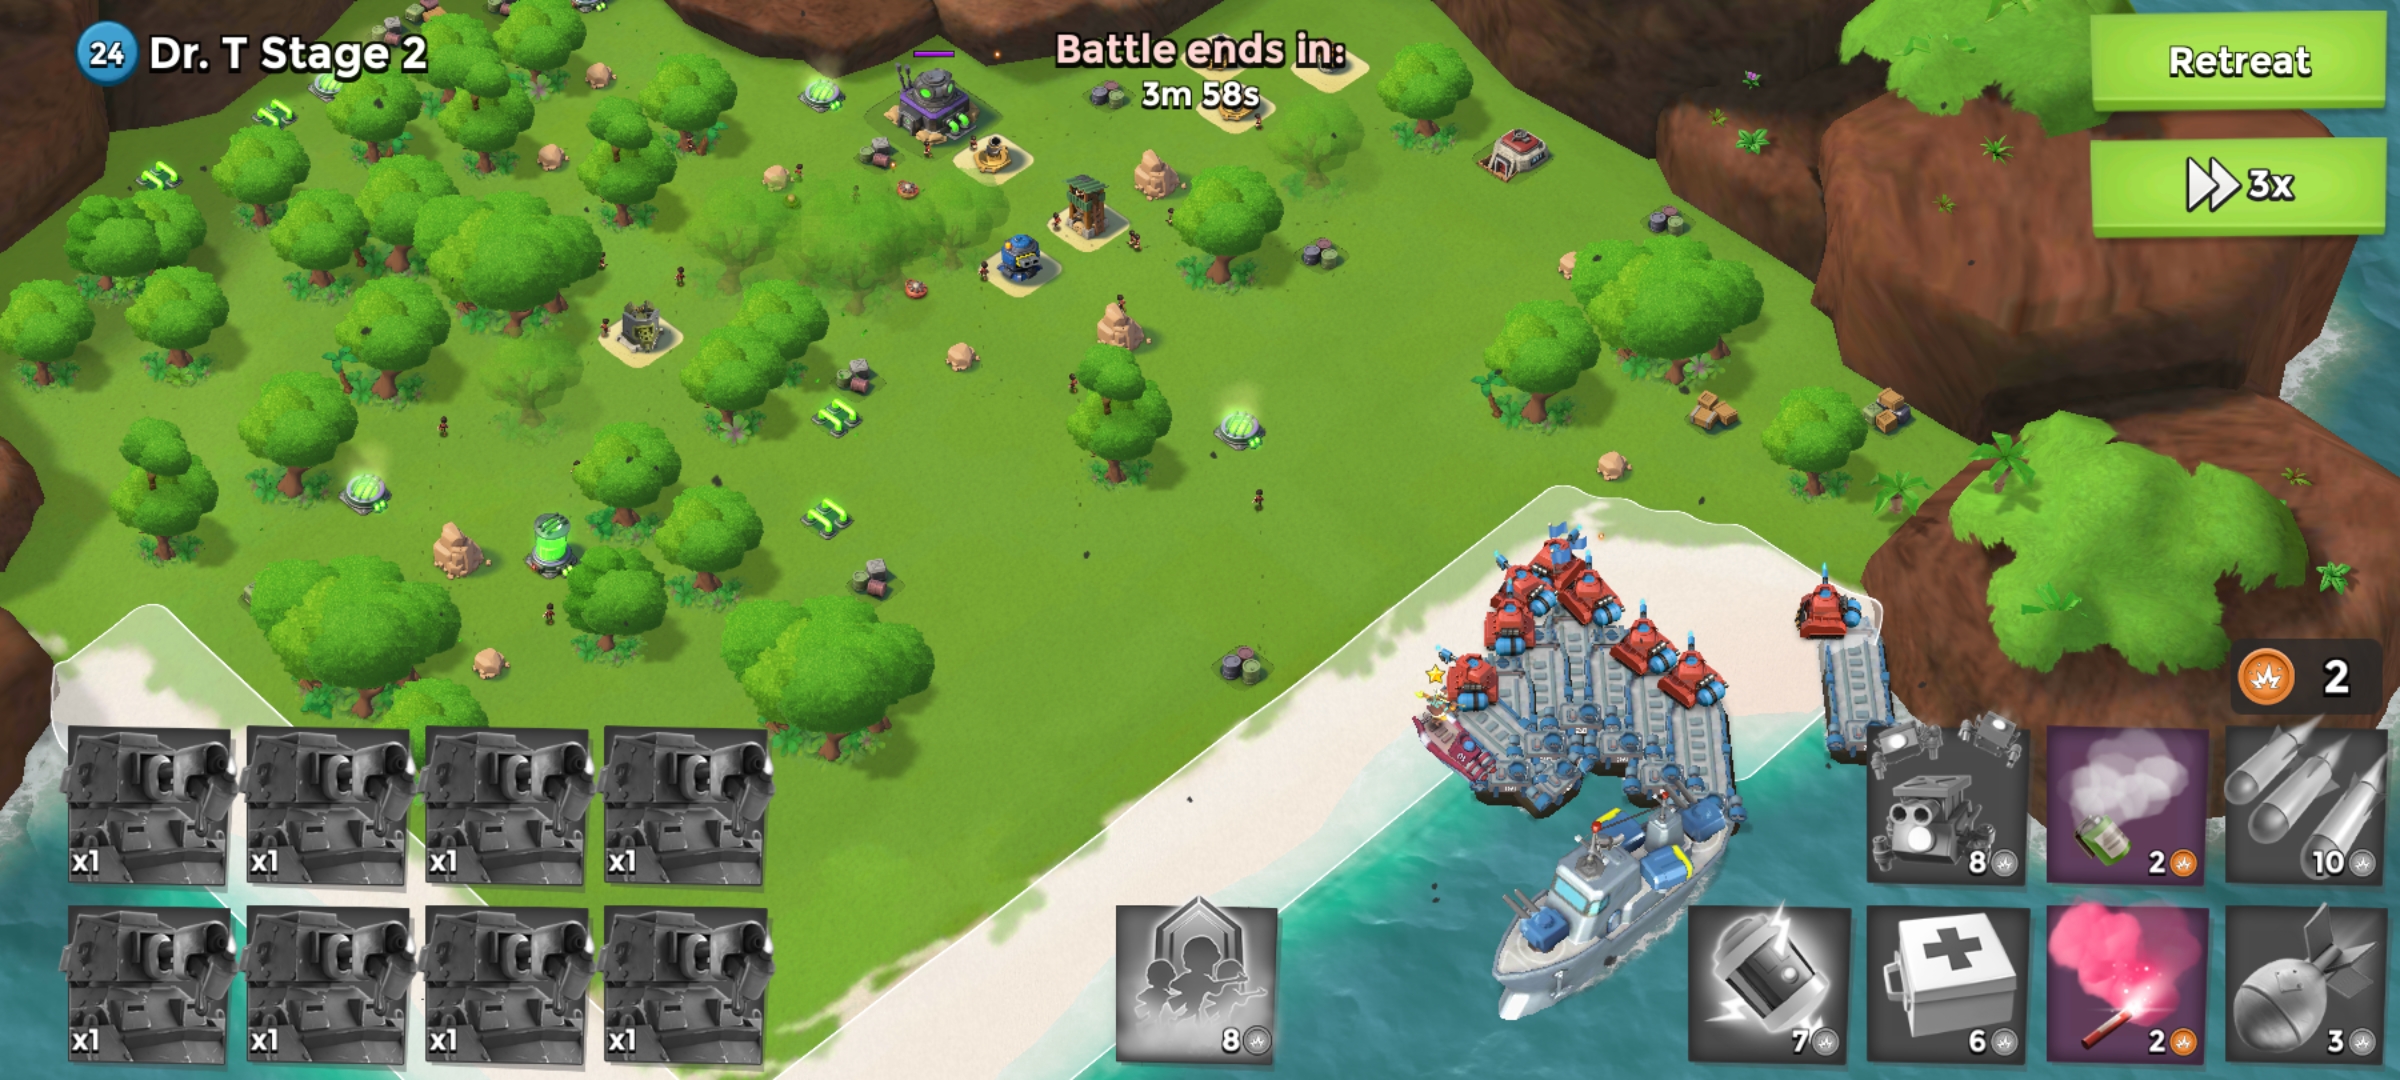 24 Dr. T Stage 2
Battle ends in:
3m 58s
Retreat
3x
2
x1 x1 x1 x1
8 2 10
x1 x1 x1 x1
8 7 6 2 3